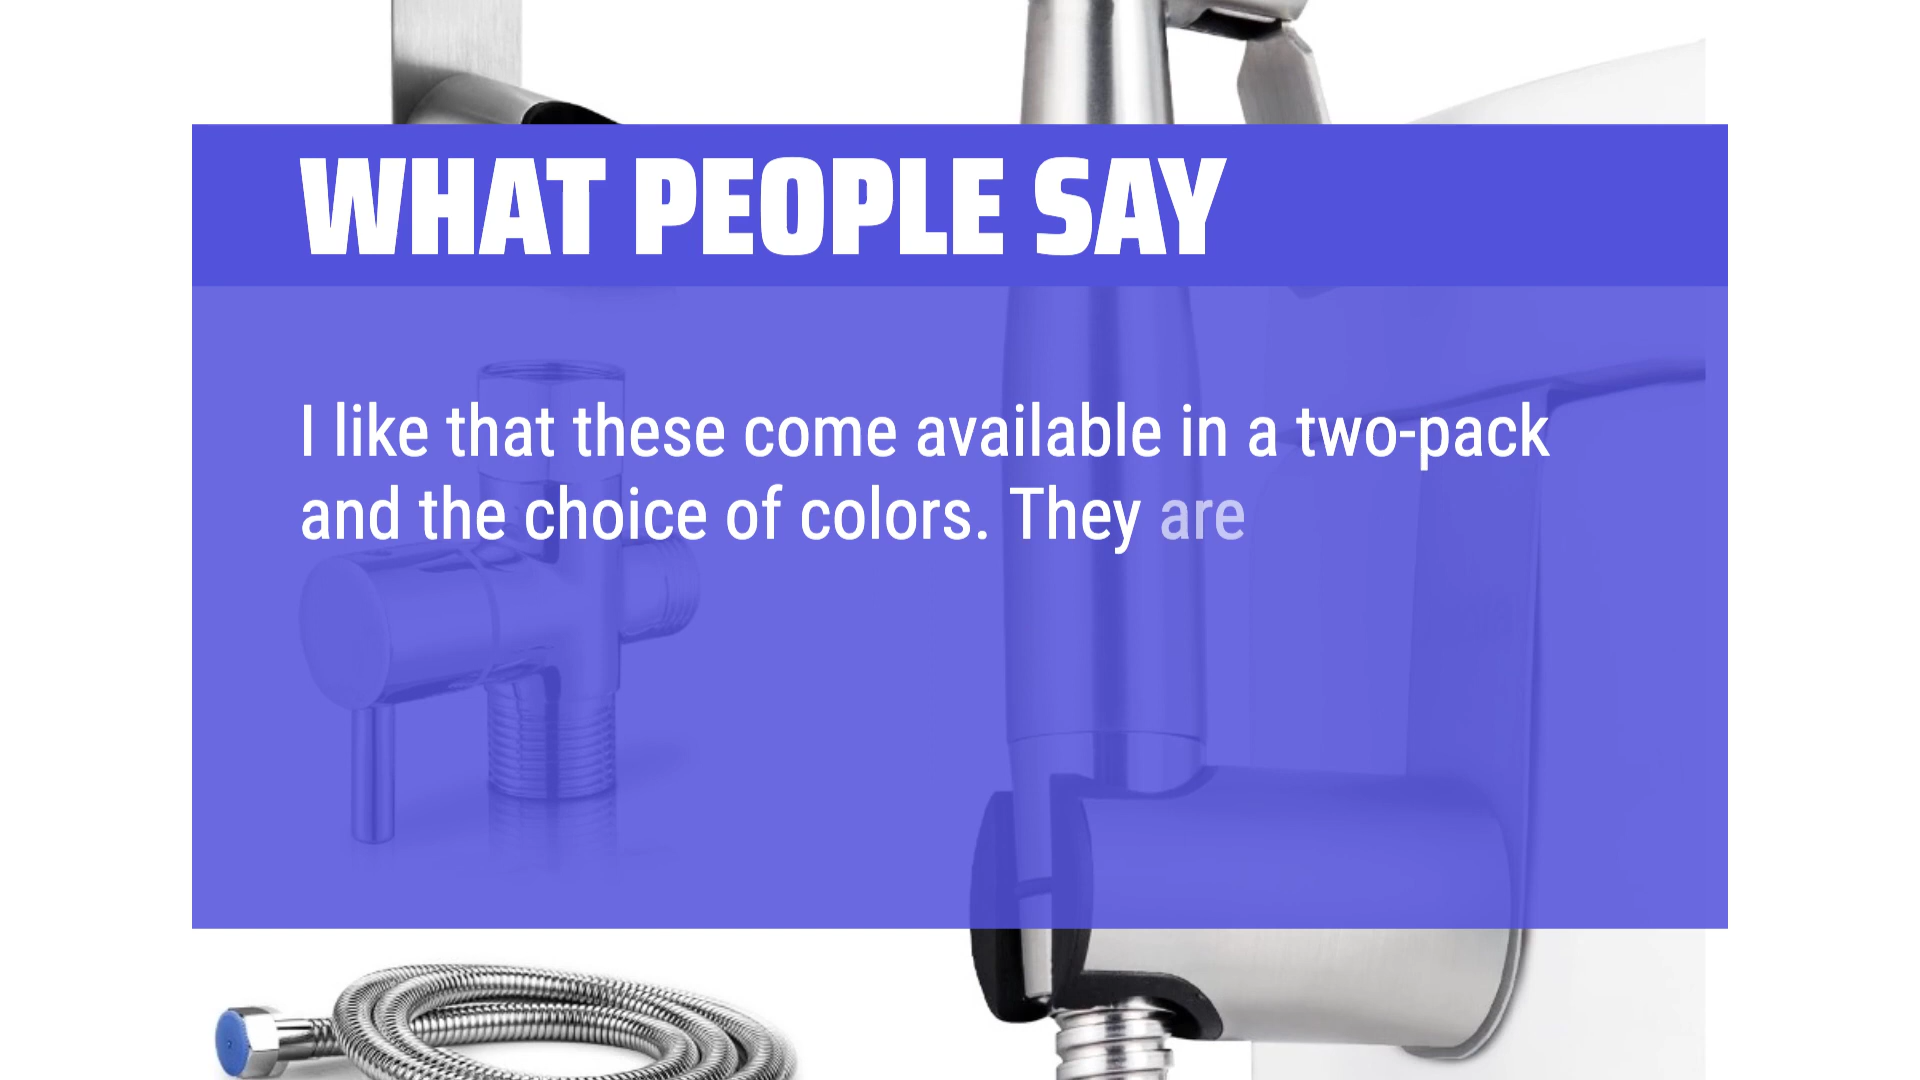 WHAT PEOPLE SAY
I like that these come available in a two-pack
and the choice of colors. They are